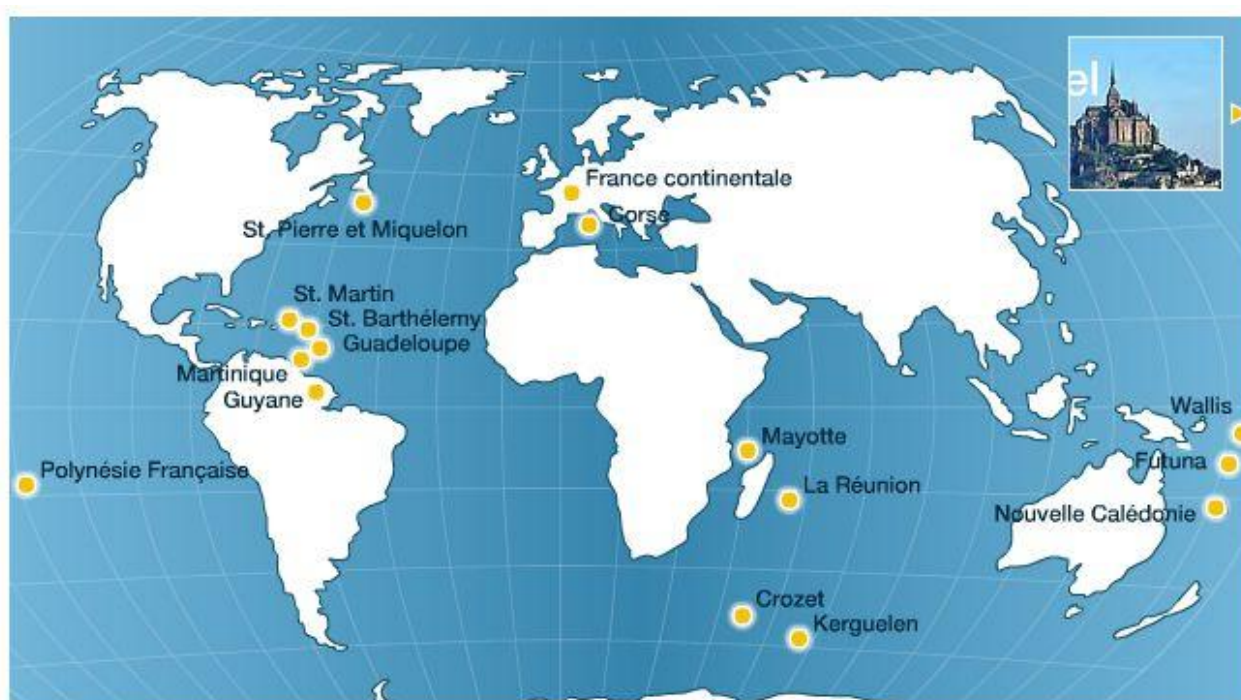 el
France continentale
Corse
St. Pierre et Miquelon
St. Martin
St. Barthélemy
Guadeloupe
Martinique
Guyane
Wallis
Mayotte
Futuna
Polynésie Française
La Réunion
Nouvelle Calédonie
Crozet
Kerguelen